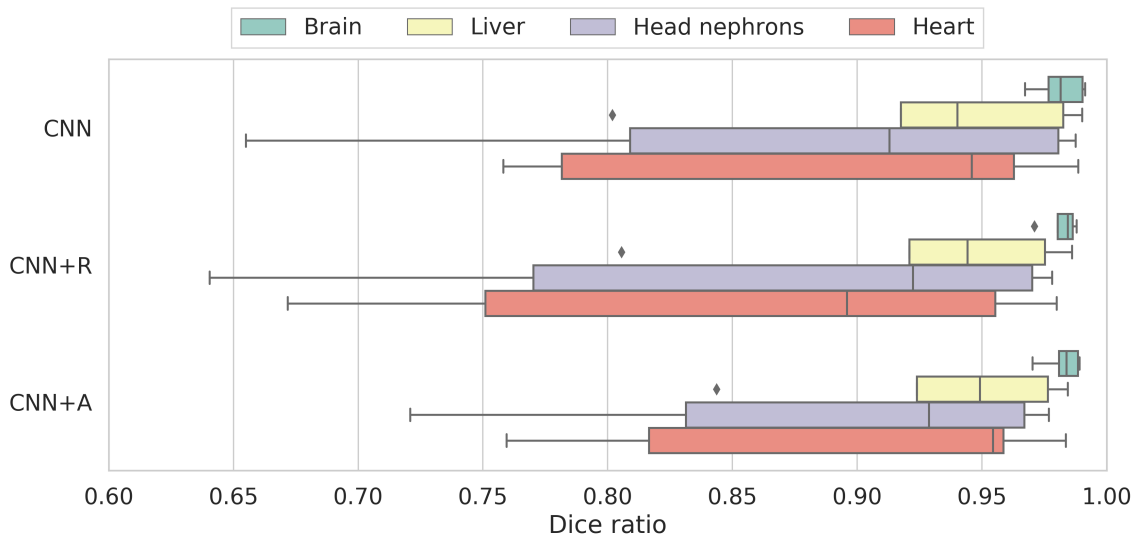 Brain Liver Head nephrons Heart
CNN
CNN+R
CNN+A
0.60 0.65 0.70 0.75 0.80 0.85 0.90 0.95 1.00
Dice ratio